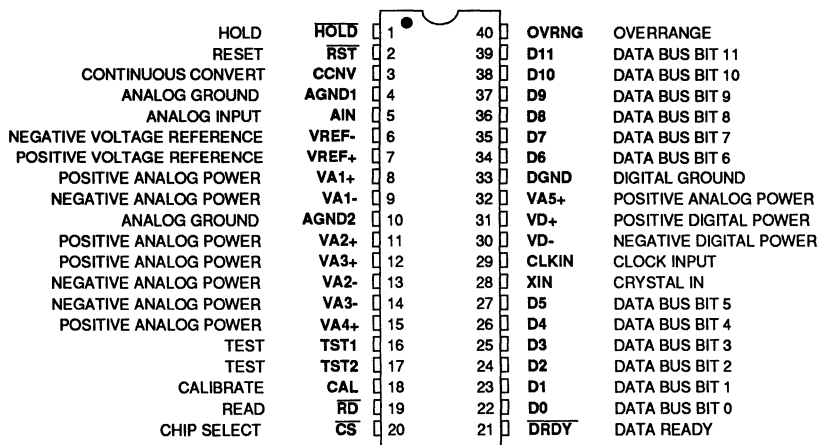 HOLD HOLD 1 40 OVRNG OVERRANGE
RESET RST 2 39 D11 DATA BUS BIT 11
CONTINUOUS CONVERT CCNV 3 38 D10 DATA BUS BIT 10
ANALOG GROUND AGND1 4 37 D9 DATA BUS BIT 9
ANALOG INPUT AIN 5 36 D8 DATA BUS BIT 8
NEGATIVE VOLTAGE REFERENCE VREF- 6 35 D7 DATA BUS BIT 7
POSITIVE VOLTAGE REFERENCE VREF+ 7 34 D6 DATA BUS BIT 6
POSITIVE ANALOG POWER VA1+ 8 33 DGND DIGITAL GROUND
NEGATIVE ANALOG POWER VA1- 9 32 VA5+ POSITIVE ANALOG POWER
ANALOG GROUND AGND2 10 31 VD+ POSITIVE DIGITAL POWER
POSITIVE ANALOG POWER VA2+ 11 30 VD- NEGATIVE DIGITAL POWER
POSITIVE ANALOG POWER VA3+ 12 29 CLKIN CLOCK INPUT
NEGATIVE ANALOG POWER VA2- 13 28 XIN CRYSTAL IN
NEGATIVE ANALOG POWER VA3- 14 27 D5 DATA BUS BIT 5
POSITIVE ANALOG POWER VA4+ 15 26 D4 DATA BUS BIT 4
TEST TST1 16 25 D3 DATA BUS BIT 3
TEST TST2 17 24 D2 DATA BUS BIT 2
CALIBRATE CAL 18 23 D1 DATA BUS BIT 1
READ RD 19 22 D0 DATA BUS BIT 0
CHIP SELECT CS 20 21 DRDY DATA READY